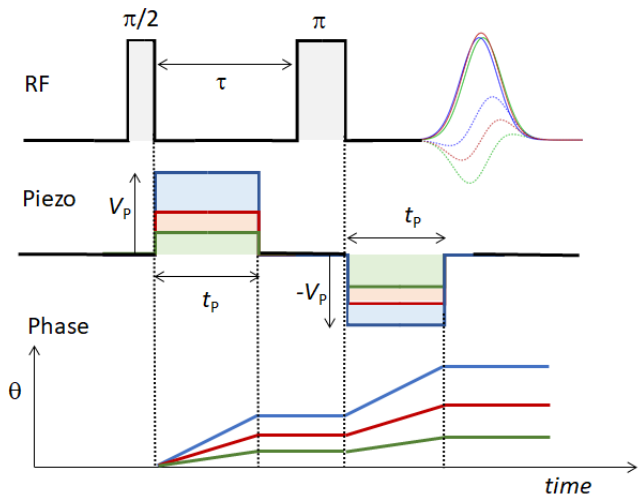 π/2
π
RF
τ
Piezo
V_P
t_P
t_P
-V_P
Phase
θ
time